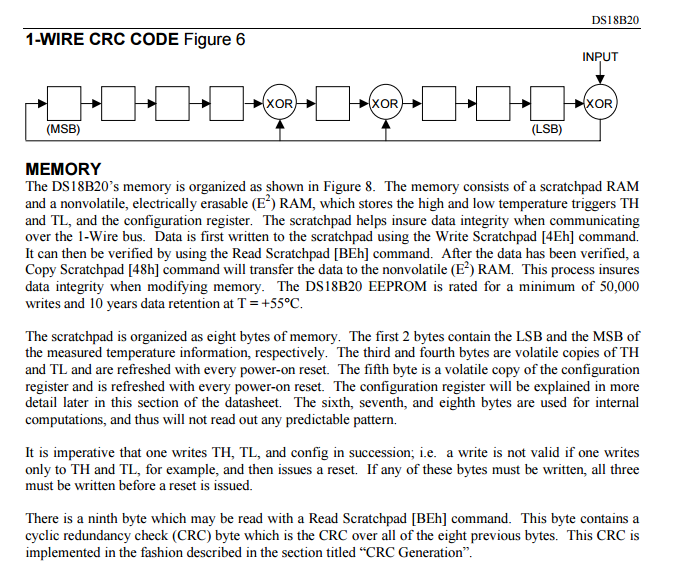 DS18B20
1-WIRE CRC CODE Figure 6
INPUT
XOR XOR XOR
(MSB) (LSB)
MEMORY
The DS18B20’s memory is organized as shown in Figure 8. The memory consists of a scratchpad RAM
and a nonvolatile, electrically erasable (E²) RAM, which stores the high and low temperature triggers TH
and TL, and the configuration register. The scratchpad helps insure data integrity when communicating
over the 1-Wire bus. Data is first written to the scratchpad using the Write Scratchpad [4Eh] command.
It can then be verified by using the Read Scratchpad [BEh] command. After the data has been verified, a
Copy Scratchpad [48h] command will transfer the data to the nonvolatile (E²) RAM. This process insures
data integrity when modifying memory. The DS18B20 EEPROM is rated for a minimum of 50,000
writes and 10 years data retention at T = +55°C.
The scratchpad is organized as eight bytes of memory. The first 2 bytes contain the LSB and the MSB of
the measured temperature information, respectively. The third and fourth bytes are volatile copies of TH
and TL and are refreshed with every power-on reset. The fifth byte is a volatile copy of the configuration
register and is refreshed with every power-on reset. The configuration register will be explained in more
detail later in this section of the datasheet. The sixth, seventh, and eighth bytes are used for internal
computations, and thus will not read out any predictable pattern.
It is imperative that one writes TH, TL, and config in succession; i.e. a write is not valid if one writes
only to TH and TL, for example, and then issues a reset. If any of these bytes must be written, all three
must be written before a reset is issued.
There is a ninth byte which may be read with a Read Scratchpad [BEh] command. This byte contains a
cyclic redundancy check (CRC) byte which is the CRC over all of the eight previous bytes. This CRC is
implemented in the fashion described in the section titled “CRC Generation”.